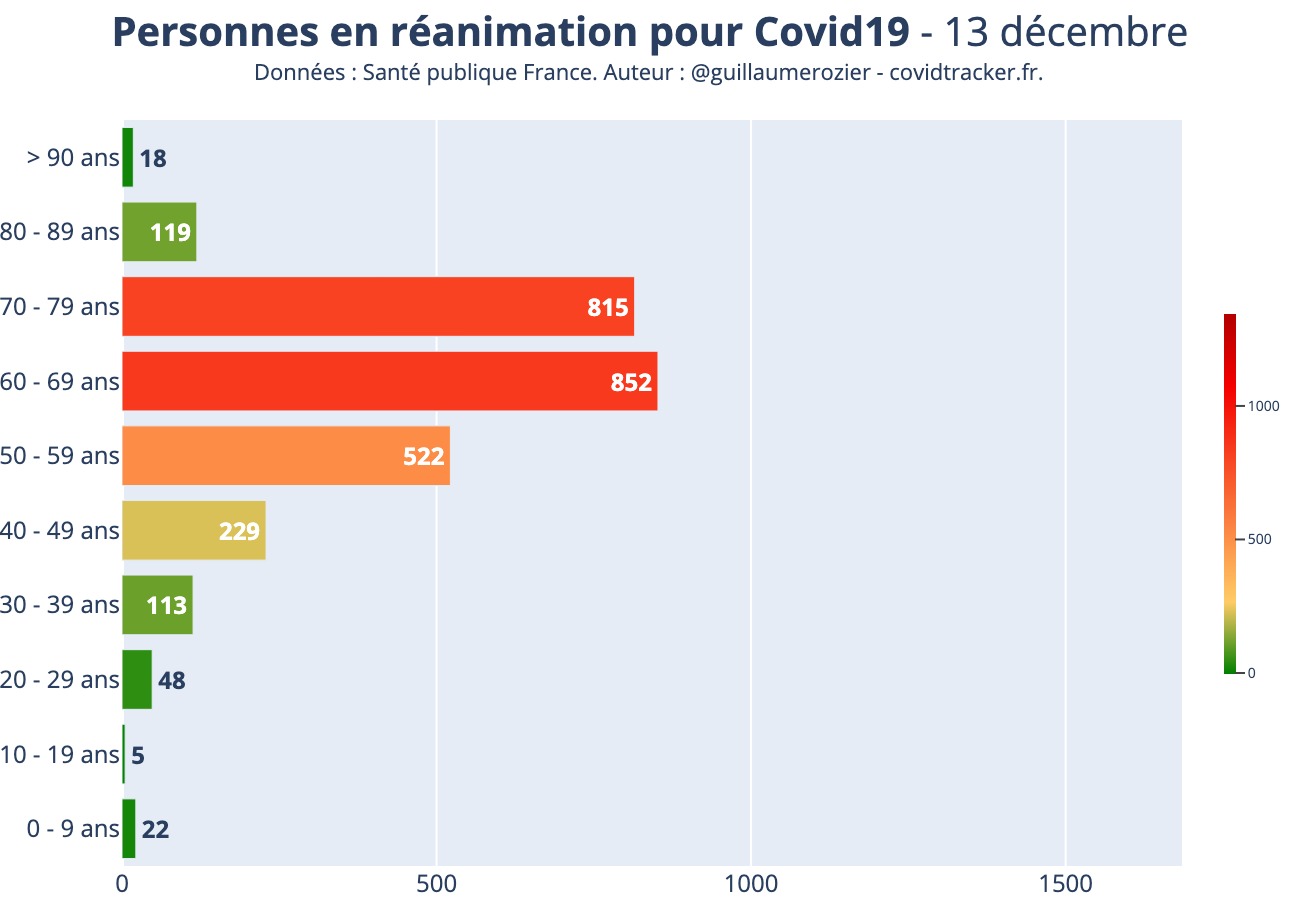 Personnes en réanimation pour Covid19 - 13 décembre
Données : Santé publique France. Auteur : @guillaumerozier - covidtracker.fr.
> 90 ans 18
80 - 89 ans 119
70 - 79 ans 815
60 - 69 ans 852
50 - 59 ans 522
40 - 49 ans 229
30 - 39 ans 113
20 - 29 ans 48
10 - 19 ans 5
0 - 9 ans 22
0 500 1000 1500
1000
500
0